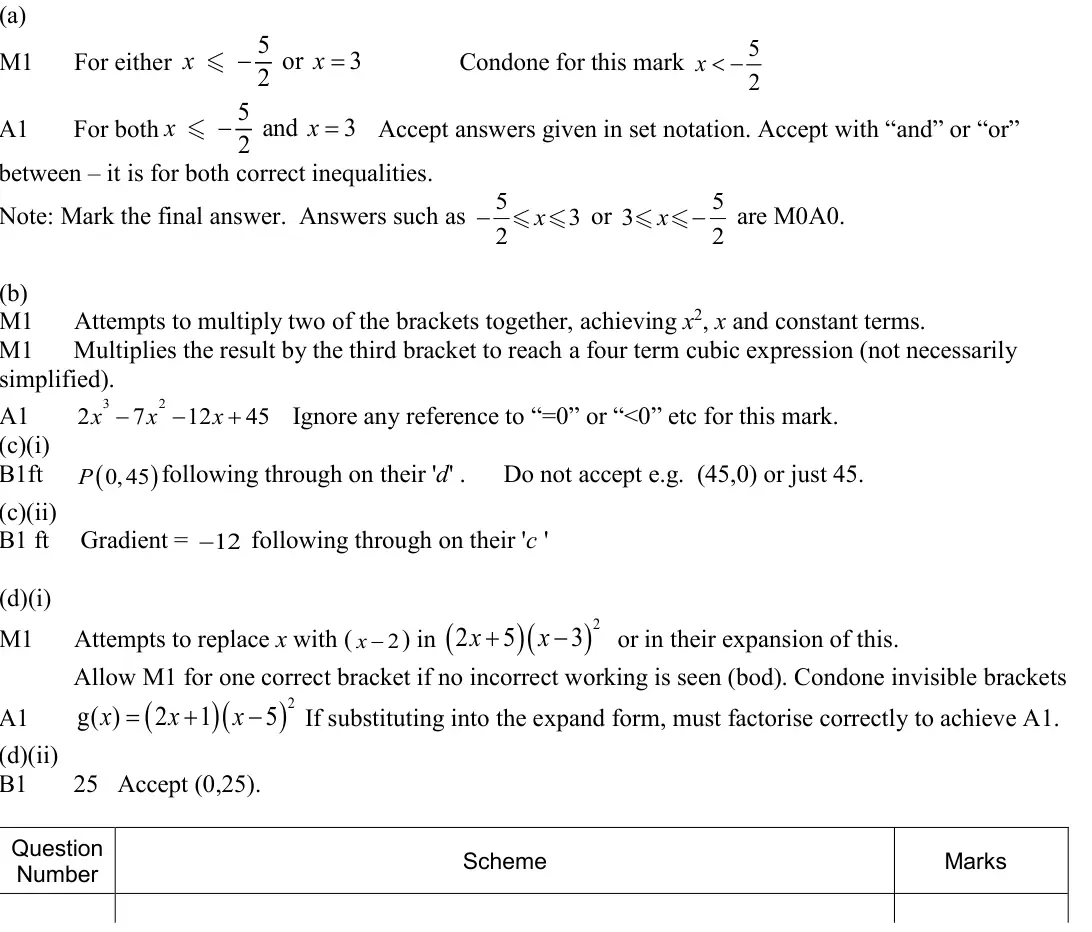 (a)
M1 For either x ⩽ −5/2 or x = 3 Condone for this mark x < −5/2
A1 For both x ⩽ −5/2 and x = 3 Accept answers given in set notation. Accept with “and” or “or”
between – it is for both correct inequalities.
Note: Mark the final answer. Answers such as −5/2 ⩽ x ⩽ 3 or 3 ⩽ x ⩽ −5/2 are M0A0.
(b)
M1 Attempts to multiply two of the brackets together, achieving x², x and constant terms.
M1 Multiplies the result by the third bracket to reach a four term cubic expression (not necessarily
simplified).
A1 2x³ − 7x² − 12x + 45 Ignore any reference to “=0” or “<0” etc for this mark.
(c)(i)
B1ft P(0,45) following through on their 'd' . Do not accept e.g. (45,0) or just 45.
(c)(ii)
B1 ft Gradient = −12 following through on their 'c '
(d)(i)
M1 Attempts to replace x with (x − 2) in (2x + 5)(x − 3)² or in their expansion of this.
Allow M1 for one correct bracket if no incorrect working is seen (bod). Condone invisible brackets
A1 g(x) = (2x + 1)(x − 5)² If substituting into the expand form, must factorise correctly to achieve A1.
(d)(ii)
B1 25 Accept (0,25).
Question Number Scheme Marks